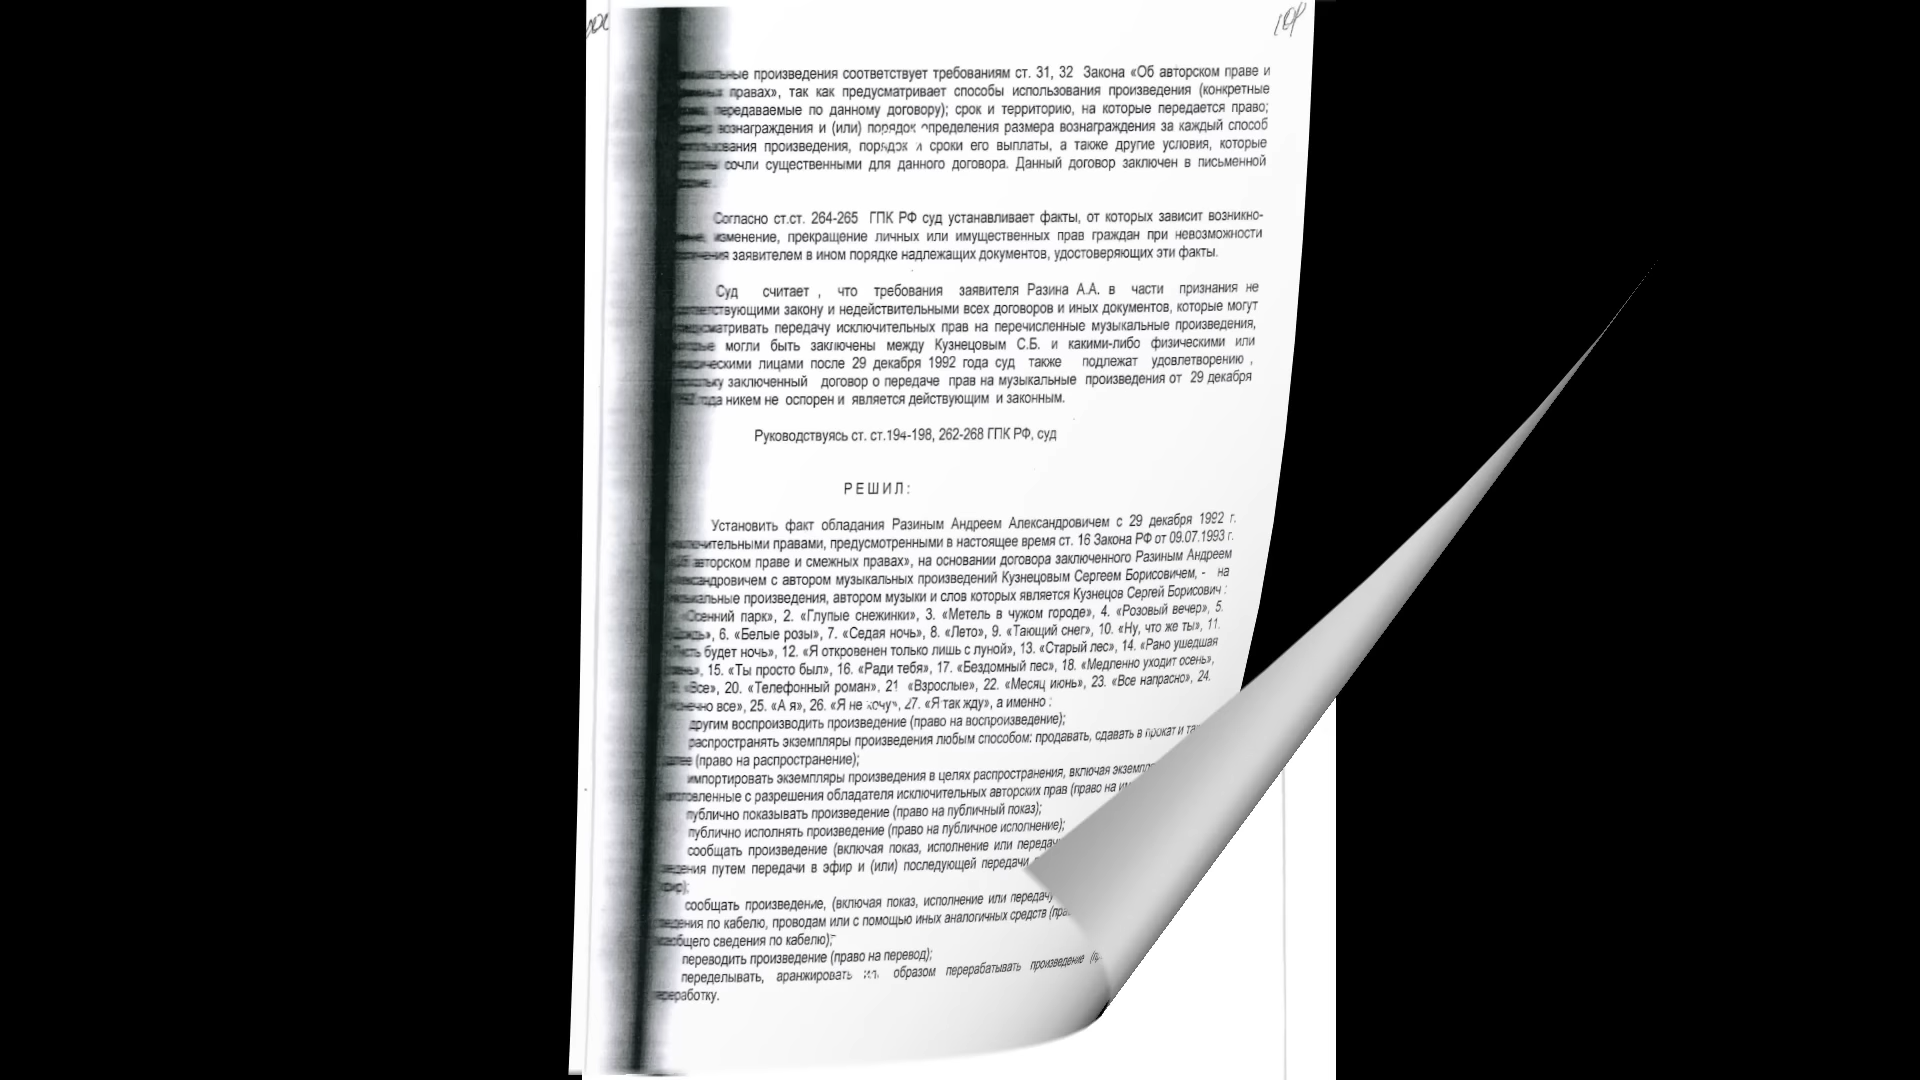 произведения соответствует требованиям ст. 31, 32 Закона «Об авторском праве и
правах», так как предусматривает способы использования произведения (конкретные
передаваемые по данному договору); срок и территорию, на которые передается право;
вознаграждения и (или) порядок определения размера вознаграждения за каждый способ
произведения, порядок и сроки его выплаты, а также другие условия, которые
сочли существенными для данного договора. Данный договор заключен в письменной
Согласно ст.ст. 264-265 ГПК РФ суд устанавливает факты, от которых зависит возникно-
изменение, прекращение личных или имущественных прав граждан при невозможности
заявителем в ином порядке надлежащих документов, удостоверяющих эти факты.
Суд считает , что требования заявителя Разина А.А. в части признания не
закону и недействительными всех договоров и иных документов, которые могут
передачу исключительных прав на перечисленные музыкальные произведения,
могли быть заключены между Кузнецовым С.Б. и какими-либо физическими или
лицами после 29 декабря 1992 года суд также подлежат удовлетворению ,
заключенный договор о передаче прав на музыкальные произведения от 29 декабря
никем не оспорен и является действующим и законным.
Руководствуясь ст. ст.194-198, 262-268 ГПК РФ, суд
РЕШИЛ:
Установить факт обладания Разиным Андреем Александровичем с 29 декабря 1992 г.
правами, предусмотренными в настоящее время ст. 16 Закона РФ от 09.07.1993 г.
авторском праве и смежных правах», на основании договора заключенного Разиным Андреем
Александровичем с автором музыкальных произведений Кузнецовым Сергеем Борисовичем, - на
произведения, автором музыки и слов которых является Кузнецов Сергей Борисович :
«Осенний парк», 2. «Глупые снежинки», 3. «Метель в чужом городе», 4. «Розовый вечер», 5.
6. «Белые розы», 7. «Седая ночь», 8. «Лето», 9. «Тающий снег», 10. «Ну, что же ты», 11.
будет ночь», 12. «Я откровенен только лишь с луной», 13. «Старый лес», 14. «Рано ушедшая
15. «Ты просто был», 16. «Ради тебя», 17. «Бездомный пес», 18. «Медленно уходит осень»,
«Все», 20. «Телефонный роман», 21 «Взрослые», 22. «Месяц июнь», 23. «Все напрасно», 24.
все», 25. «А я», 26. «Я не хочу», 27. «Я так жду», а именно :
другим воспроизводить произведение (право на воспроизведение);
распространять экземпляры произведения любым способом: продавать, сдавать в прокат и
(право на распространение);
импортировать экземпляры произведения в целях распространения, включая
с разрешения обладателя исключительных авторских прав (право на
публично показывать произведение (право на публичный показ);
публично исполнять произведение (право на публичное исполнение);
сообщать произведение (включая показ, исполнение или
путем передачи в эфир и (или) последующей передачи
сообщать произведение, (включая показ, исполнение или передачу
по кабелю, проводам или с помощью иных аналогичных средств
сведения по кабелю);
переводить произведение (право на перевод);
переделывать, аранжировать образом перерабатывать произведение
переработку.